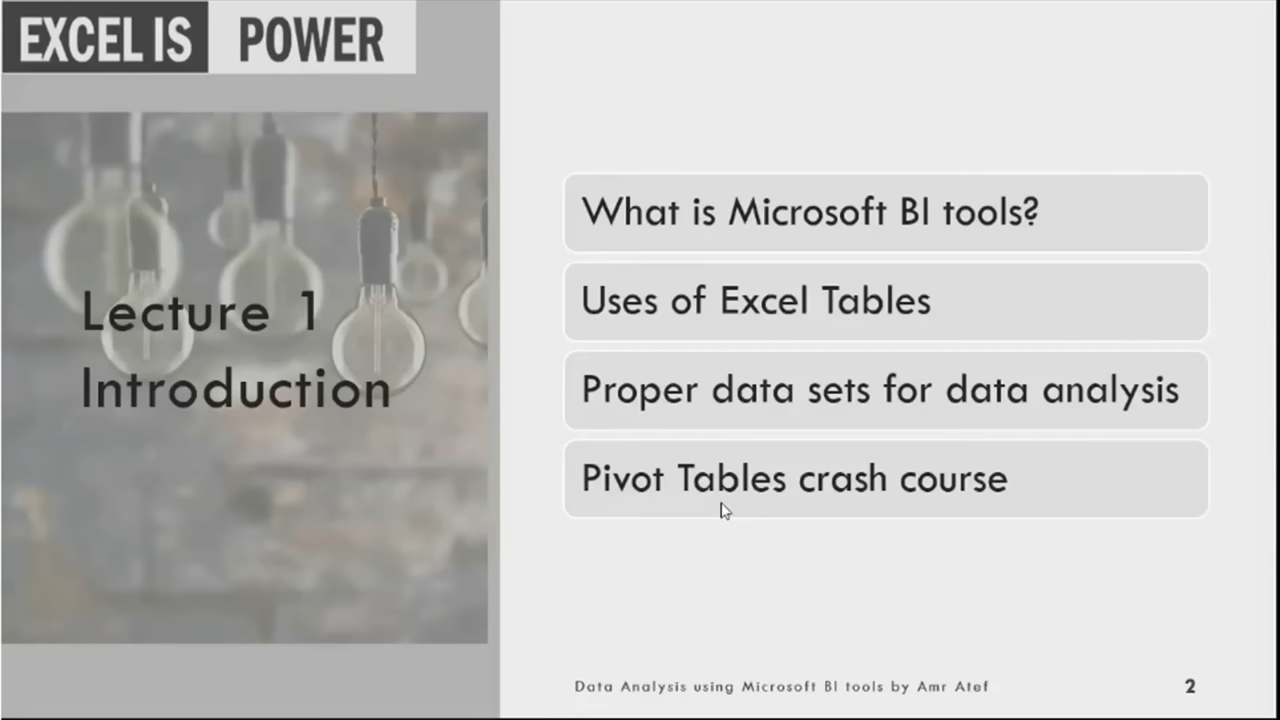 EXCEL IS POWER
Lecture 1
Introduction
What is Microsoft BI tools?
Uses of Excel Tables
Proper data sets for data analysis
Pivot Tables crash course
Data Analysis using Microsoft BI tools by Amr Atef
2